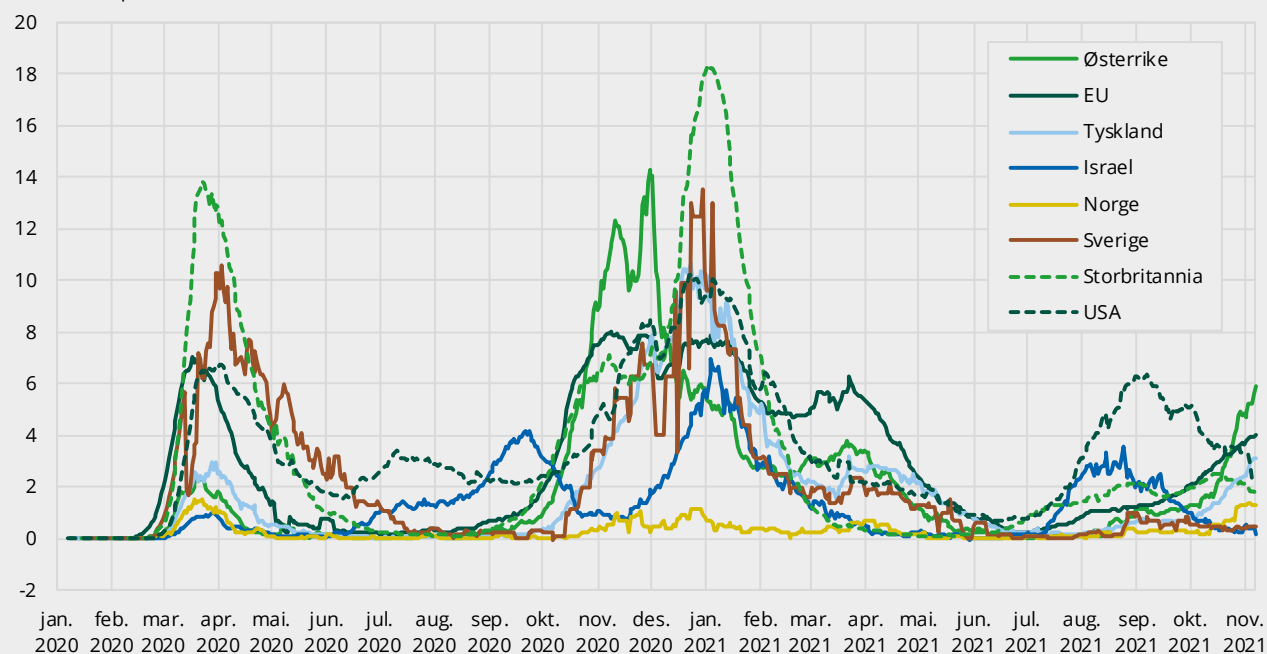 20
18
16
14
12
10
8
6
4
2
0
-2
Østerrike
EU
Tyskland
Israel
Norge
Sverige
Storbritannia
USA
jan. feb. mar. apr. mai. jun. jul. aug. sep. okt. nov. des. jan. feb. mar. apr. mai. jun. jul. aug. sep. okt. nov.
2020 2020 2020 2020 2020 2020 2020 2020 2020 2020 2020 2020 2021 2021 2021 2021 2021 2021 2021 2021 2021 2021 2021